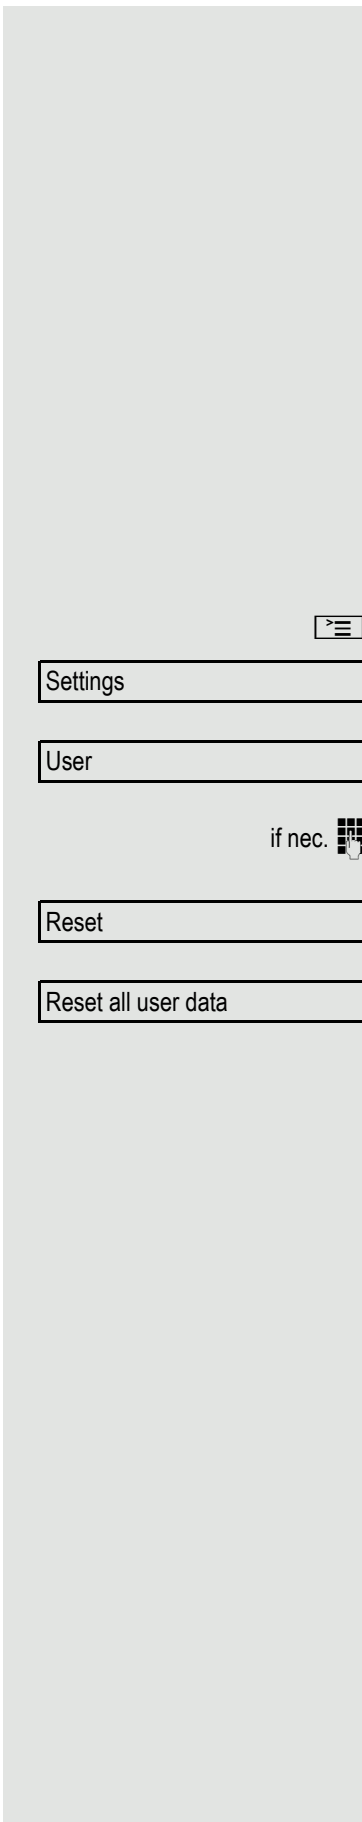 Settings
User
if nec.
Reset
Reset all user data